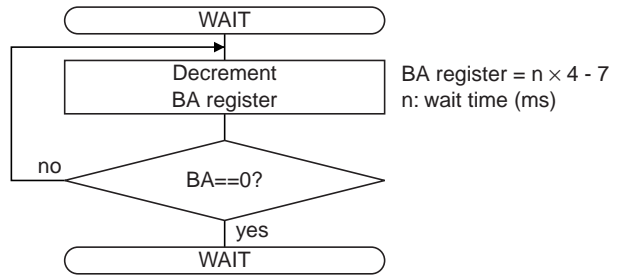 WAIT
Decrement
BA register
BA register = n × 4 - 7
n: wait time (ms)
no
BA==0?
yes
WAIT